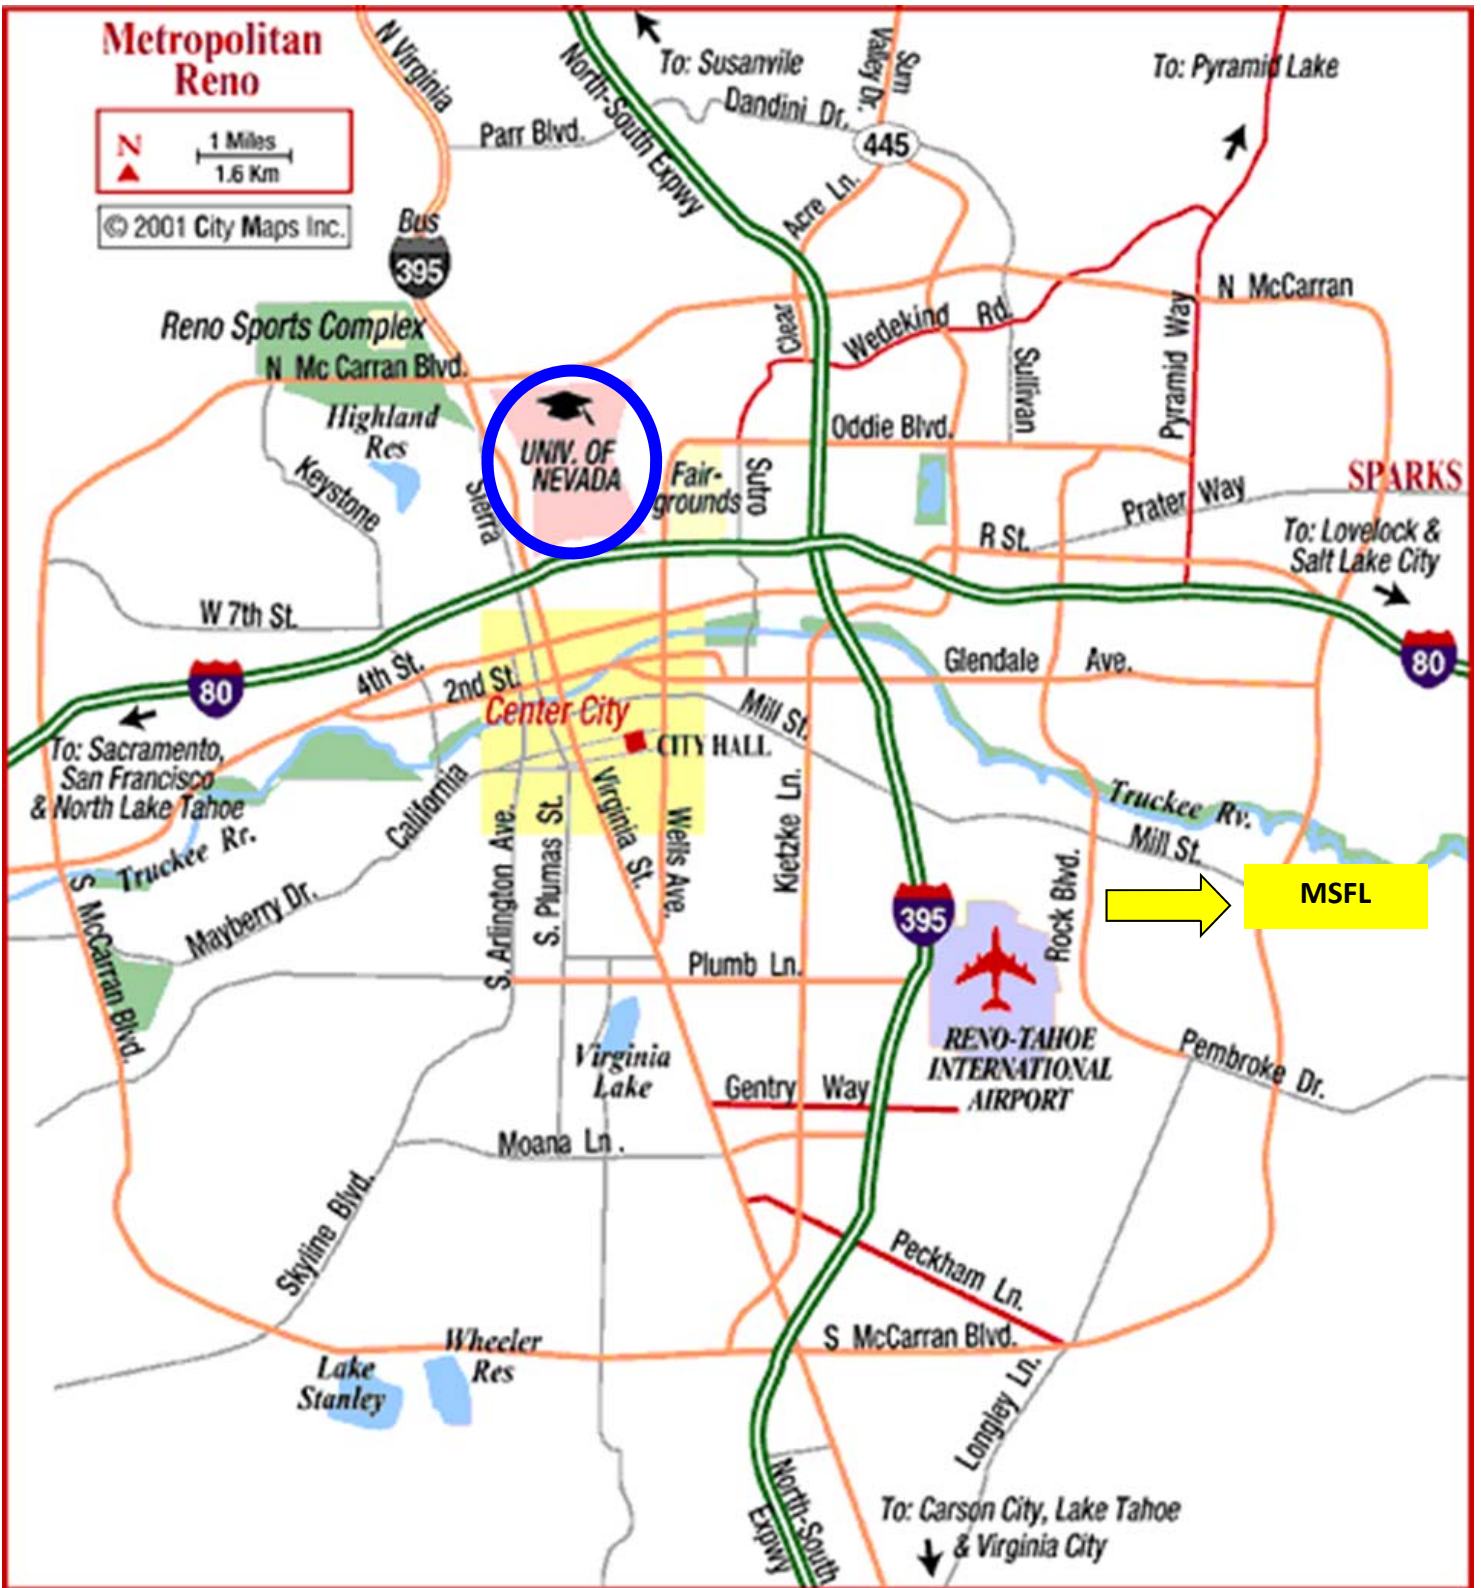 Metropolitan
Reno
N
1 Miles
1.6 Km
© 2001 City Maps Inc.
N Virginia
North-South Expwy
To: Susanvile
Sum
Valley Dr.
To: Pyramid Lake
Parr Blvd.
Dandini Dr.
445
Acre Ln.
Bus
395
Reno Sports Complex
N Mc Carran Blvd.
Highland
Res
Clear
Wedekind Rd.
N McCarran
Sullivan
Pyramid Way
UNIV. OF
NEVADA
Oddie Blvd.
Fair-
grounds
Sutro
Keystone
Sierra
SPARKS
Prater Way
R St.
To: Lovelock &
Salt Lake City
W 7th St.
80
4th St.
2nd St.
Center City
CITY HALL
Glendale Ave.
80
Mill St.
To: Sacramento,
San Francisco
& North Lake Tahoe
Truckee Rr.
California
Virginia St.
Wells Ave.
Kietzke Ln.
Truckee Rv.
Mill St.
MSFL
S McCarran Blvd.
Mayberry Dr.
S. Arlington Ave.
S. Plumas St.
395
Rock Blvd.
Plumb Ln.
Virginia
Lake
RENO-TAHOE
INTERNATIONAL
AIRPORT
Pembroke Dr.
Gentry Way
Moana Ln.
Skyline Blvd.
Peckham Ln.
S McCarran Blvd.
Wheeler
Res
Lake
Stanley
Longley Ln.
North-South
Expwy
To: Carson City, Lake Tahoe
& Virginia City